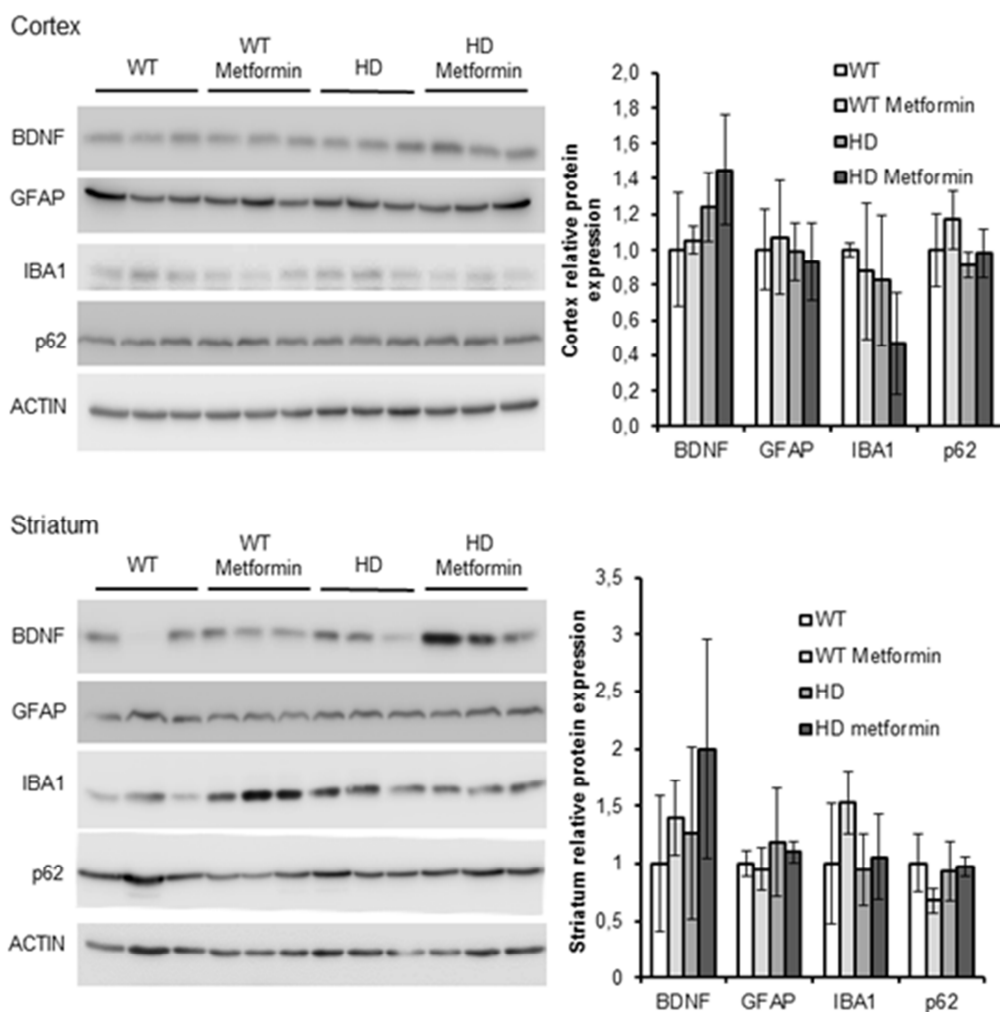 Cortex
WT
WT
Metformin
HD
HD
Metformin
BDNF
GFAP
IBA1
p62
ACTIN
Cortex relative protein
expression
2,0
1,8
1,6
1,4
1,2
1,0
0,8
0,6
0,4
0,2
0,0
WT
WT Metformin
HD
HD Metformin
BDNF GFAP IBA1 p62
Striatum
WT
WT
Metformin
HD
HD
Metformin
BDNF
GFAP
IBA1
p62
ACTIN
Striatum relative protein expression
3,5
3
2,5
2
1,5
1
0,5
0
WT
WT Metformin
HD
HD metformin
BDNF GFAP IBA1 p62